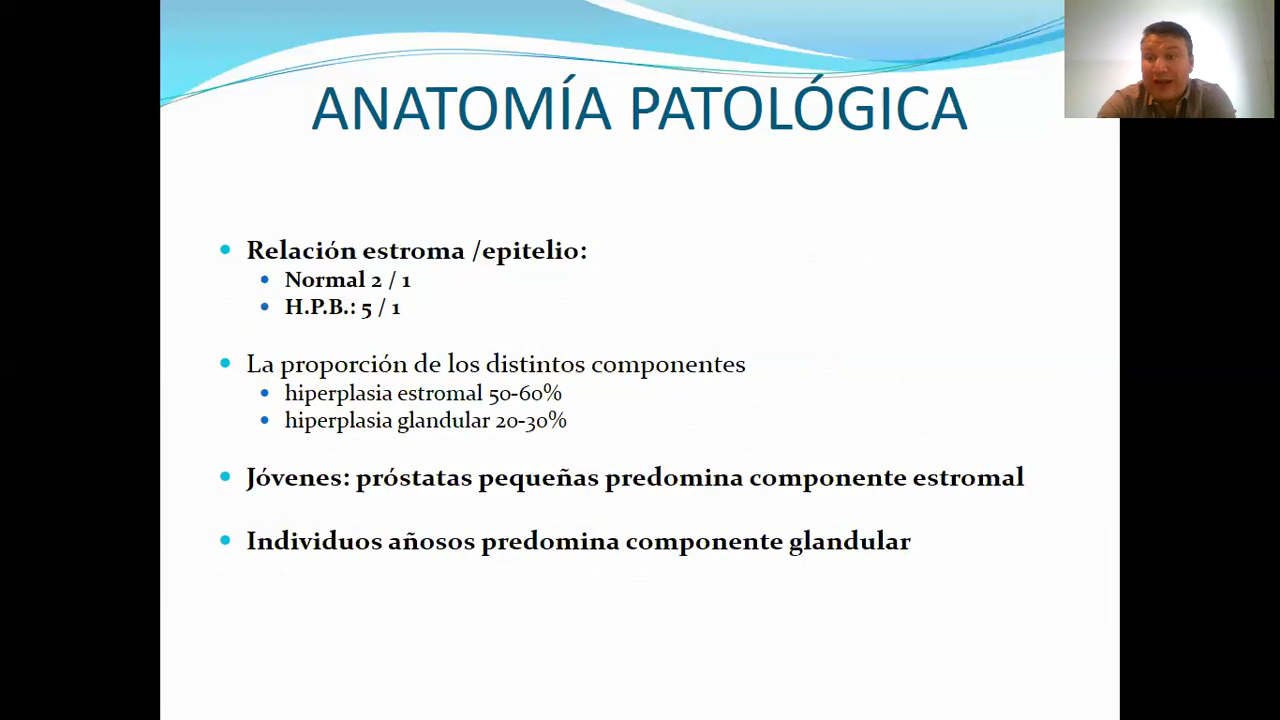 ANATOMÍA PATOLÓGICA
Relación estroma /epitelio:
Normal 2 / 1
H.P.B.: 5 / 1
La proporción de los distintos componentes
hiperplasia estromal 50-60%
hiperplasia glandular 20-30%
Jóvenes: próstatas pequeñas predomina componente estromal
Individuos añosos predomina componente glandular